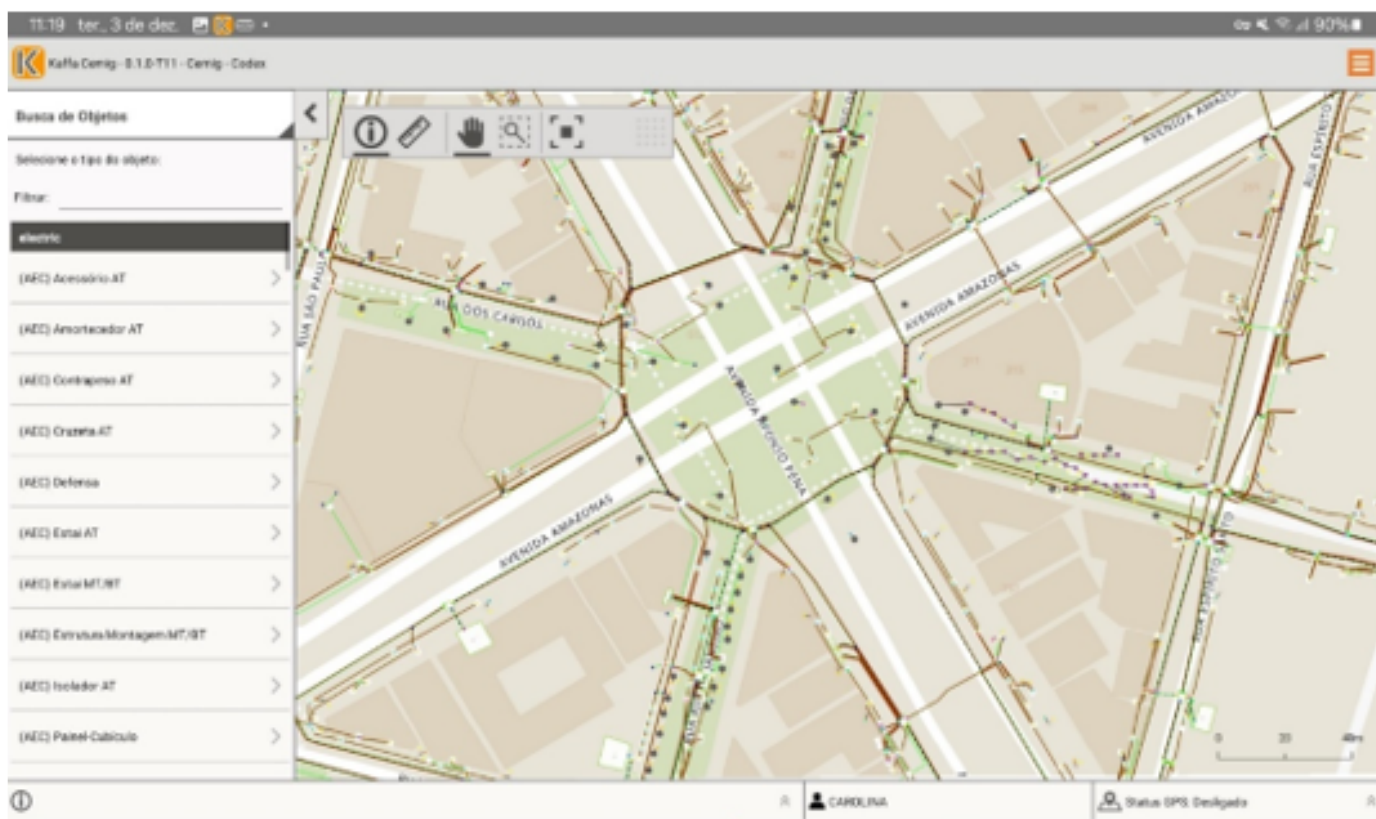 11:19 ter., 3 de dez.
90%
Kaffa Cemig - 0.1.0-T11 - Cemig - Codex
Busca de Objetos
Selecione o tipo do objeto:
Filtrar:
electric
(AEC) Acessório AT
(AEC) Amortecedor AT
(AEC) Contrapeso AT
(AEC) Cruzeta AT
(AEC) Defensa
(AEC) Estai AT
(AEC) Estai MT/BT
(AEC) Estrutura Montagem MT/BT
(AEC) Isolador AT
(AEC) Painel-Cubículo
AVENIDA AMAZONAS
RUA ESPÍRITO
RUA SÃO PAULO
RUA DOS CARIJÓS
AVENIDA AMAZONAS
AVENIDA AFONSO PENA
AVENIDA AMAZONAS
RUA ESPÍRITO
0 20 40m
CAROLINA
Status GPS: Desligado